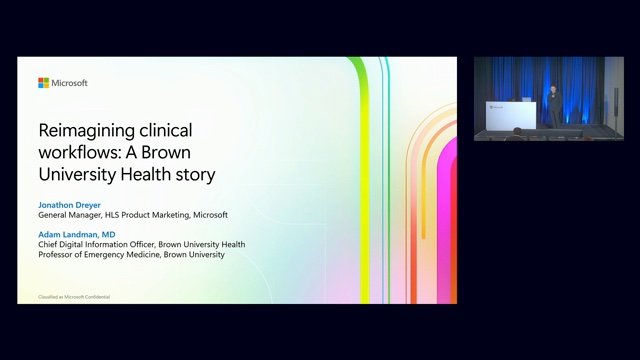 Microsoft
Reimagining clinical
workflows: A Brown
University Health story
Jonathon Dreyer
General Manager, HLS Product Marketing, Microsoft
Adam Landman, MD
Chief Digital Information Officer, Brown University Health
Professor of Emergency Medicine, Brown University
Classified as Microsoft Confidential